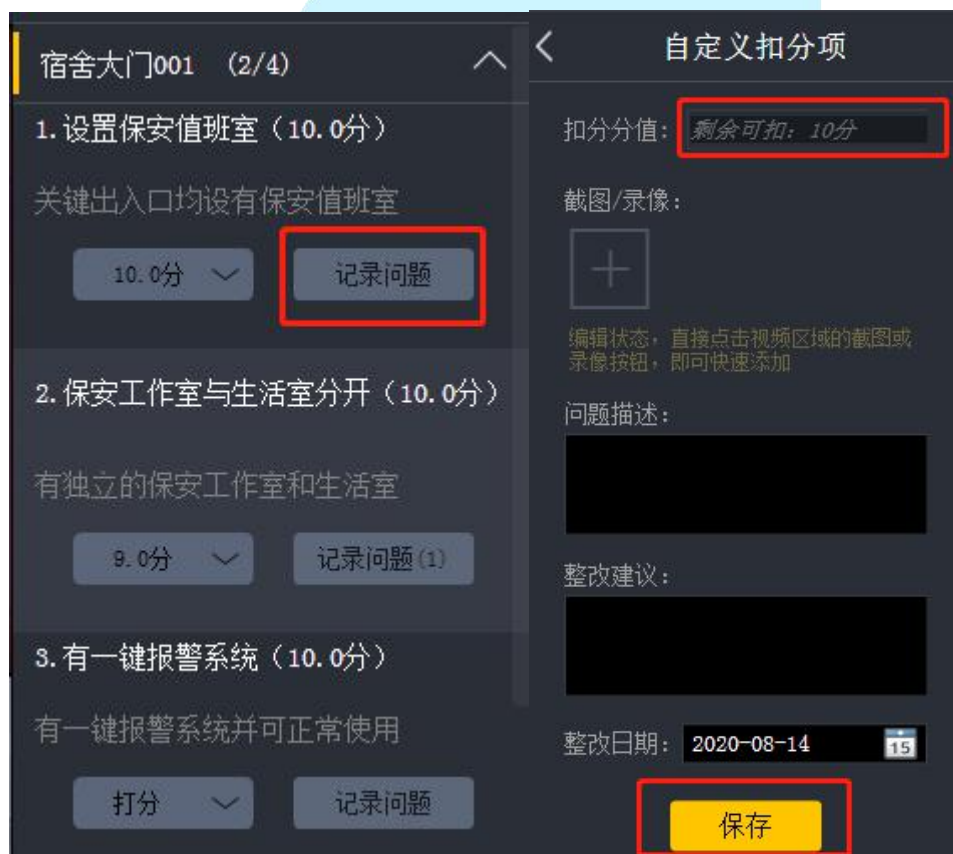 宿舍大门001 (2/4)
1.设置保安值班室（10.0分）
关键出入口均设有保安值班室
10.0分
记录问题
2.保安工作室与生活室分开（10.0分）
有独立的保安工作室和生活室
9.0分
记录问题(1)
3.有一键报警系统（10.0分）
有一键报警系统并可正常使用
打分
记录问题
自定义扣分项
扣分分值：剩余可扣：10分
截图/录像：
编辑状态，直接点击视频区域的截图或
录像按钮，即可快速添加
问题描述：
整改建议：
整改日期：2020-08-14
15
保存